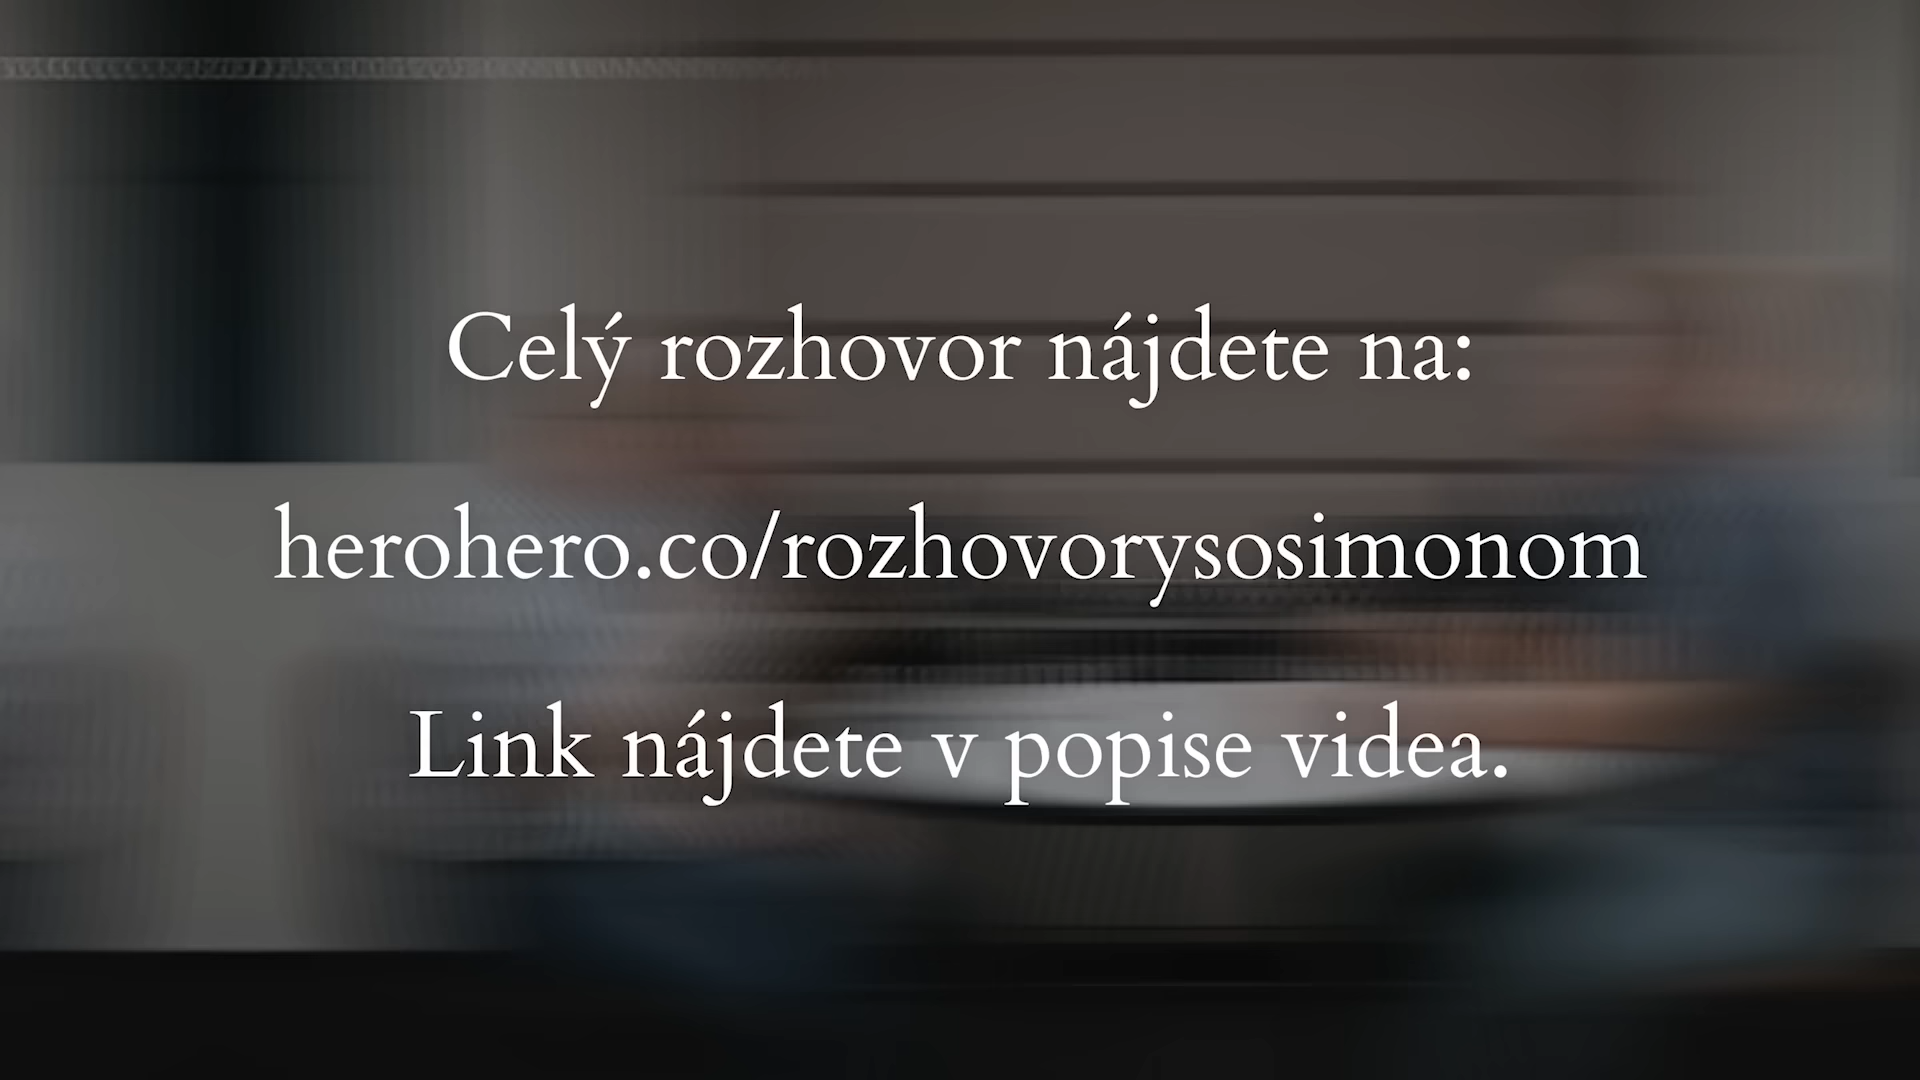 Celý rozhovor nájdete na:
herohero.co/rozhovorysosimonom
Link nájdete v popise videa.